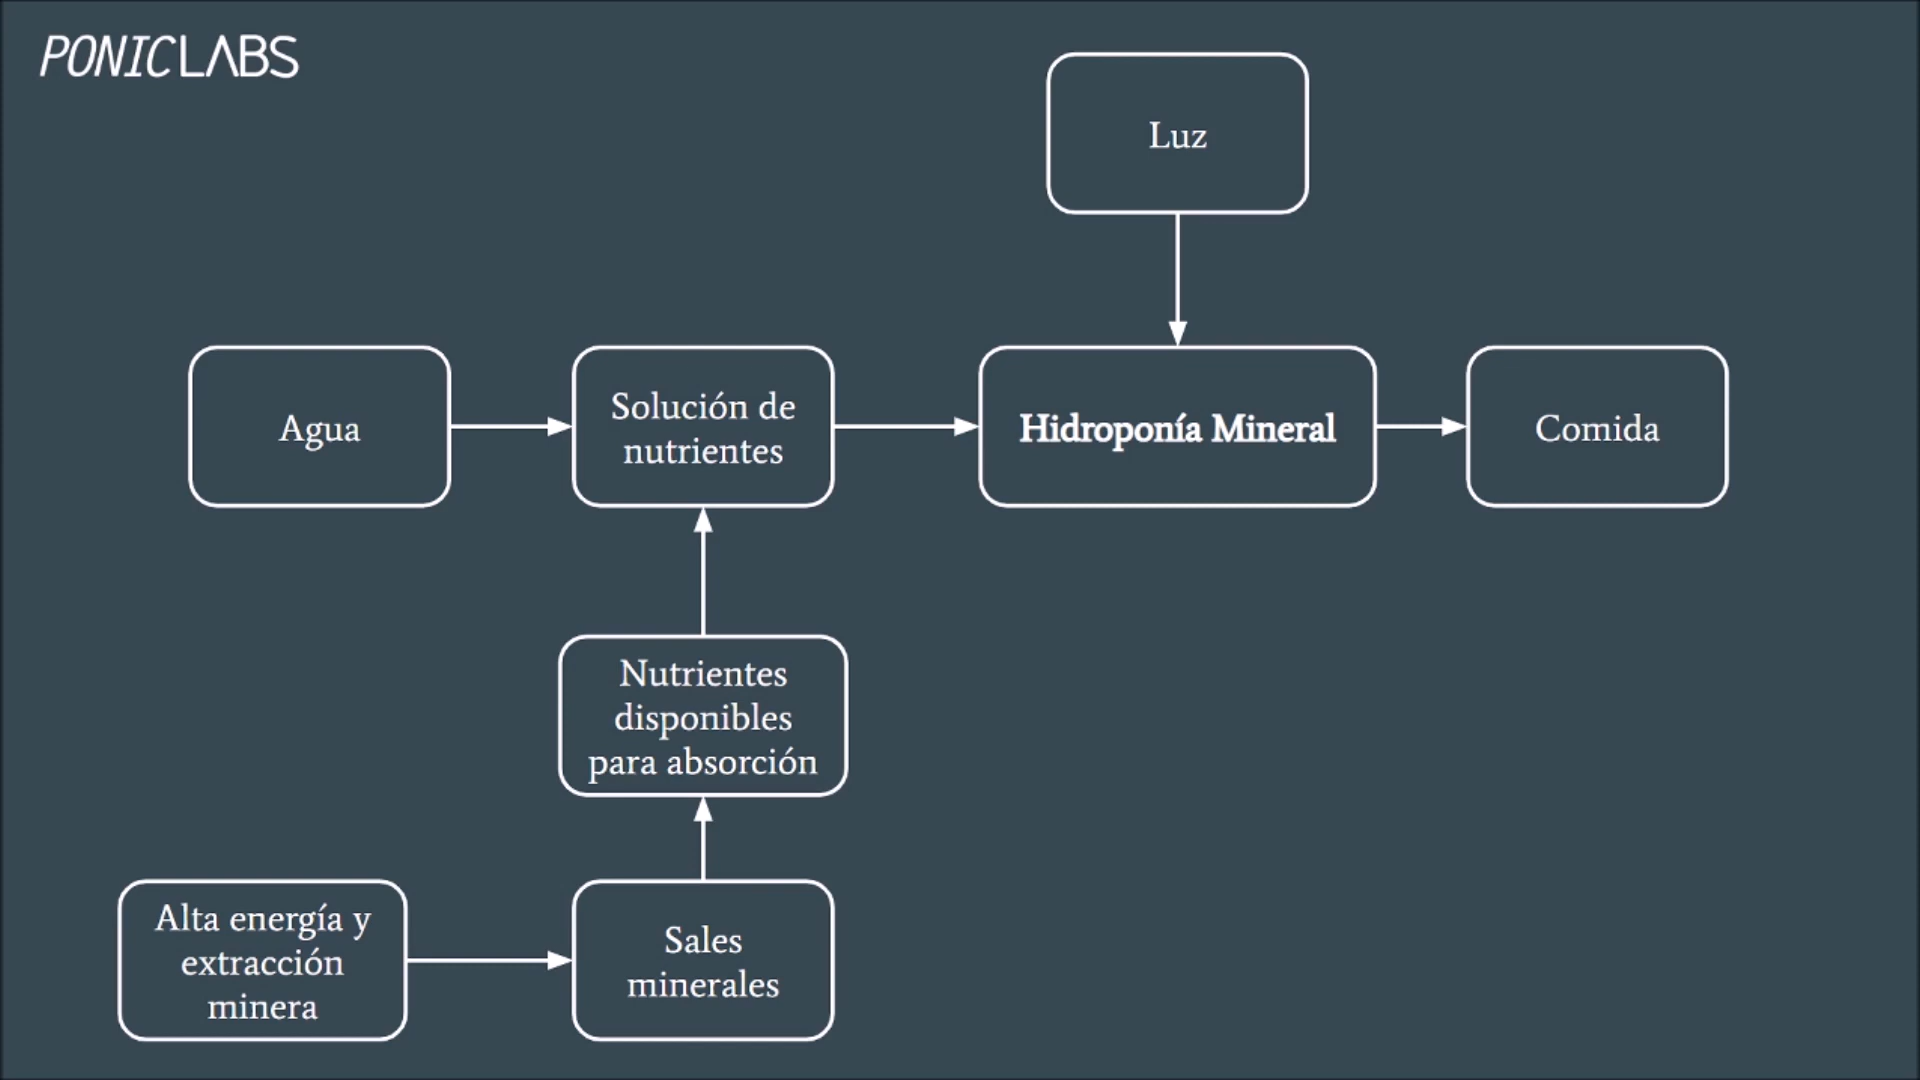 PONICLABS
Luz
Agua
Solución de
nutrientes
Hidroponía Mineral
Comida
Nutrientes
disponibles
para absorción
Alta energía y
extracción
minera
Sales
minerales